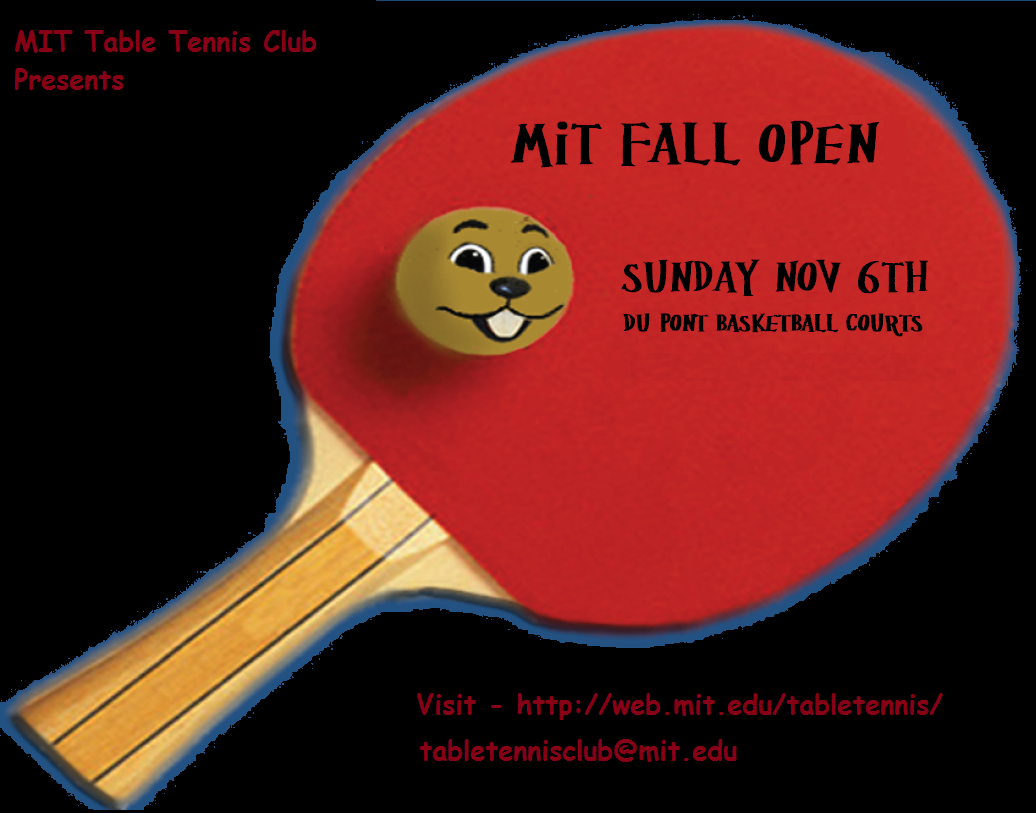 MIT Table Tennis Club
Presents
MiT FALL OPEN
SUNDAY NOV 6TH
DU PONT BASKETBALL COURTS
Visit - http://web.mit.edu/tabletennis/
tabletennisclub@mit.edu